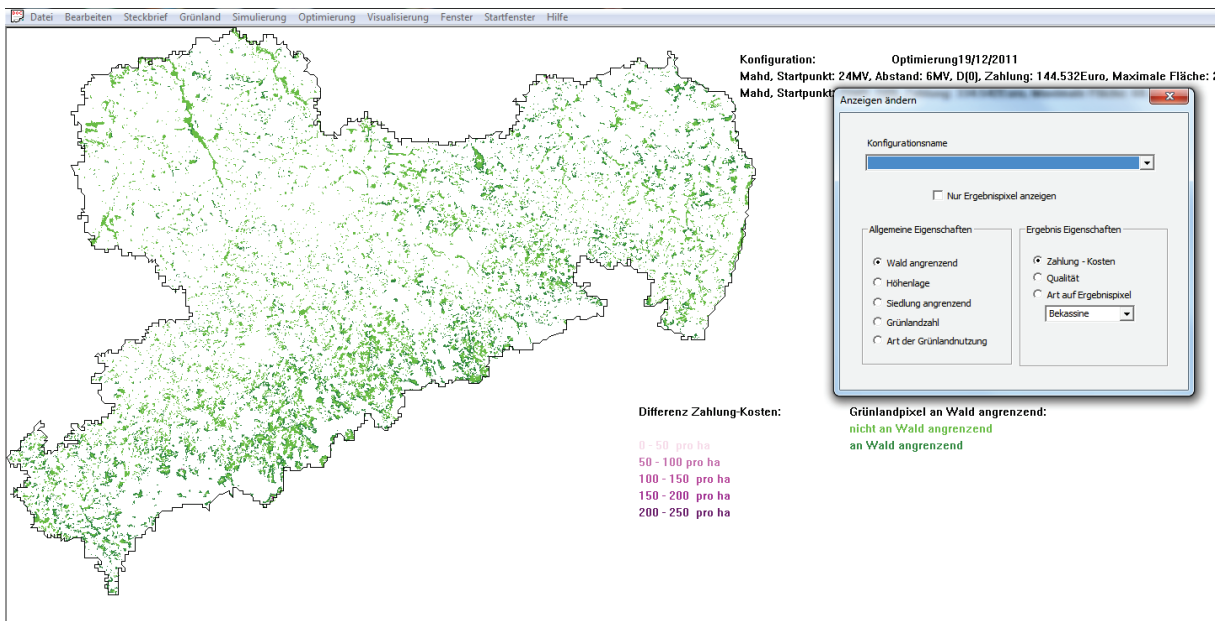 Datei Bearbeiten Steckbrief Grünland Simulierung Optimierung Visualisierung Fenster Startfenster Hilfe
Konfiguration: Optimierung19/12/2011
Mahd, Startpunkt: 24MV, Abstand: 6MV, D(0), Zahlung: 144.532Euro, Maximale Fläche: 2
Mahd, Startpunkt:
Anzeigen ändern
Konfigurationsname
Nur Ergebnispixel anzeigen
Allgemeine Eigenschaften
Wald angrenzend
Höhenlage
Siedlung angrenzend
Grünlandzahl
Art der Grünlandnutzung
Ergebnis Eigenschaften
Zahlung - Kosten
Qualität
Art auf Ergebnispixel
Bekassine
Differenz Zahlung-Kosten:
0 - 50 pro ha
50 - 100 pro ha
100 - 150 pro ha
150 - 200 pro ha
200 - 250 pro ha
Grünlandpixel an Wald angrenzend:
nicht an Wald angrenzend
an Wald angrenzend